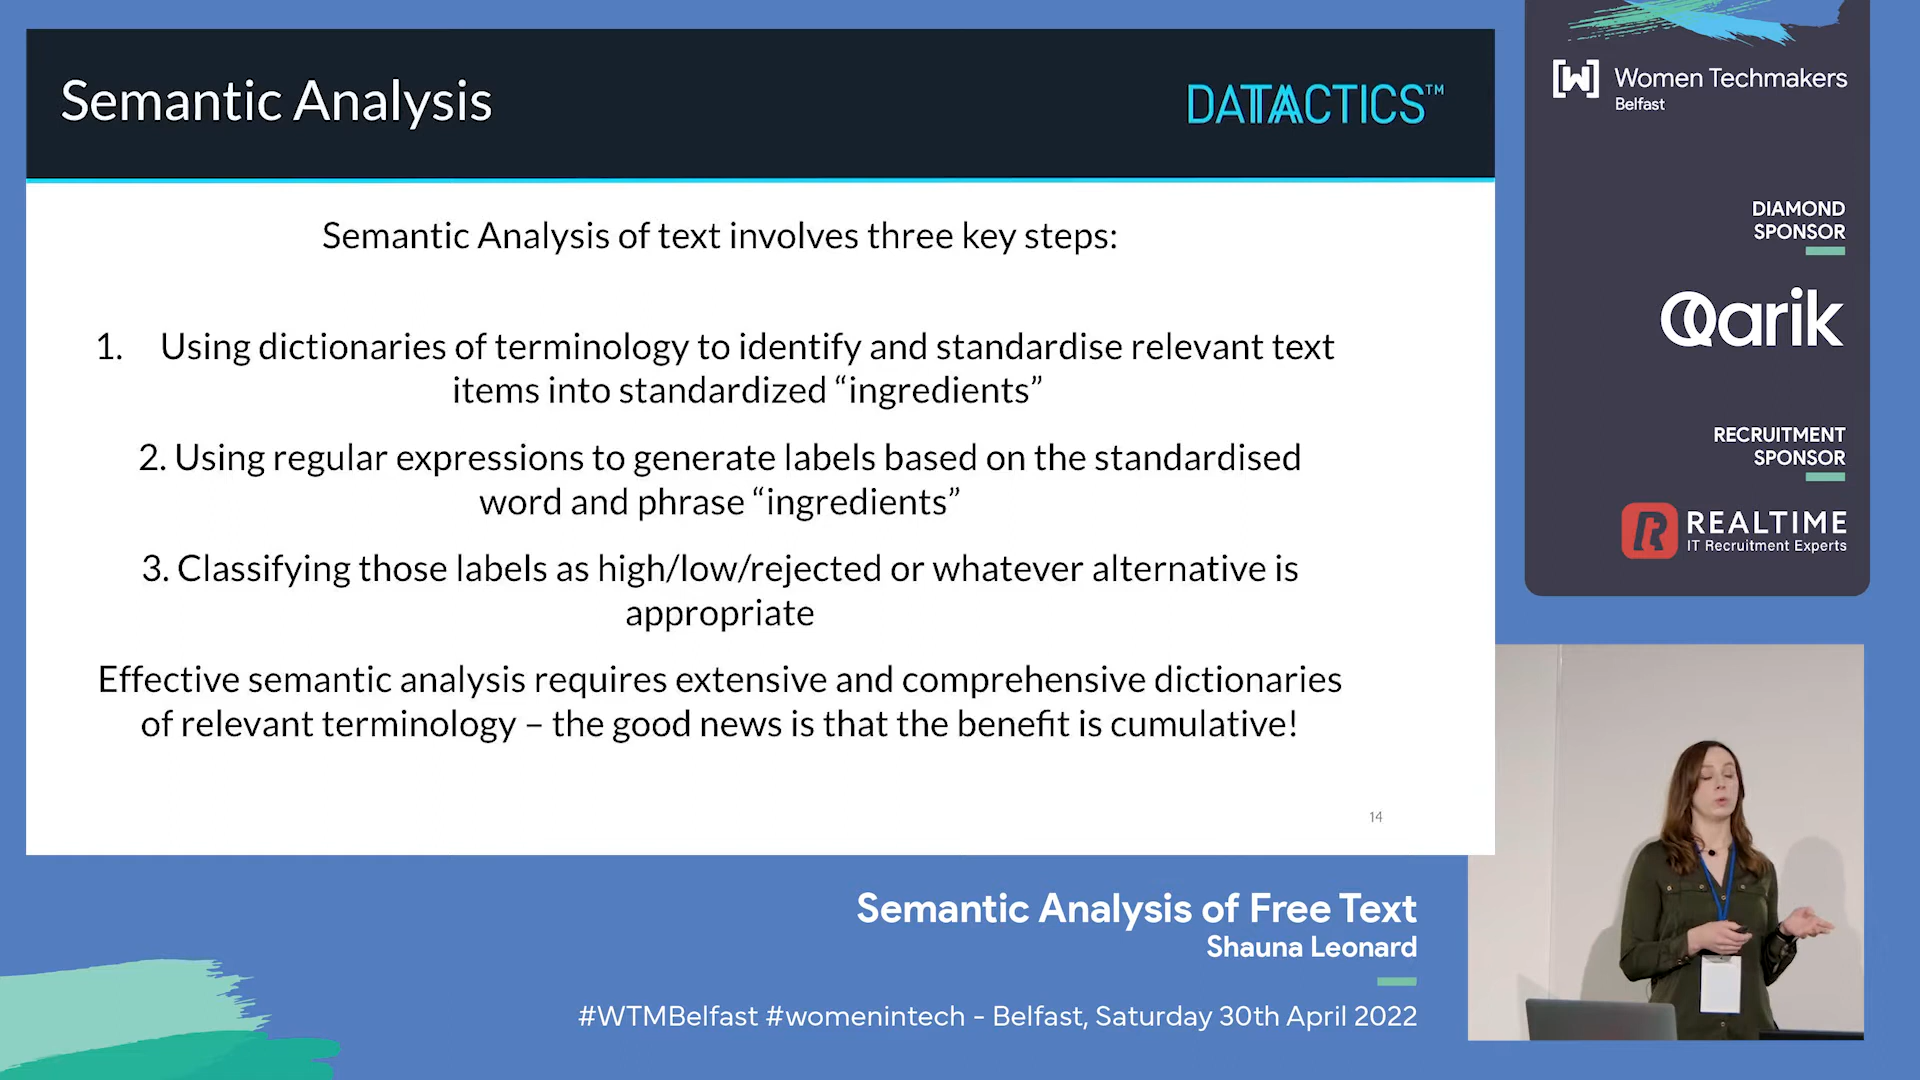 Semantic Analysis
DATACTICS™
Semantic Analysis of text involves three key steps:
1. Using dictionaries of terminology to identify and standardise relevant text
items into standardized “ingredients”
2. Using regular expressions to generate labels based on the standardised
word and phrase “ingredients”
3. Classifying those labels as high/low/rejected or whatever alternative is
appropriate
Effective semantic analysis requires extensive and comprehensive dictionaries
of relevant terminology – the good news is that the benefit is cumulative!
14
[W] Women Techmakers
Belfast
DIAMOND
SPONSOR
Qarik
RECRUITMENT
SPONSOR
REALTIME
IT Recruitment Experts
Semantic Analysis of Free Text
Shauna Leonard
#WTMBelfast #womenintech - Belfast, Saturday 30th April 2022